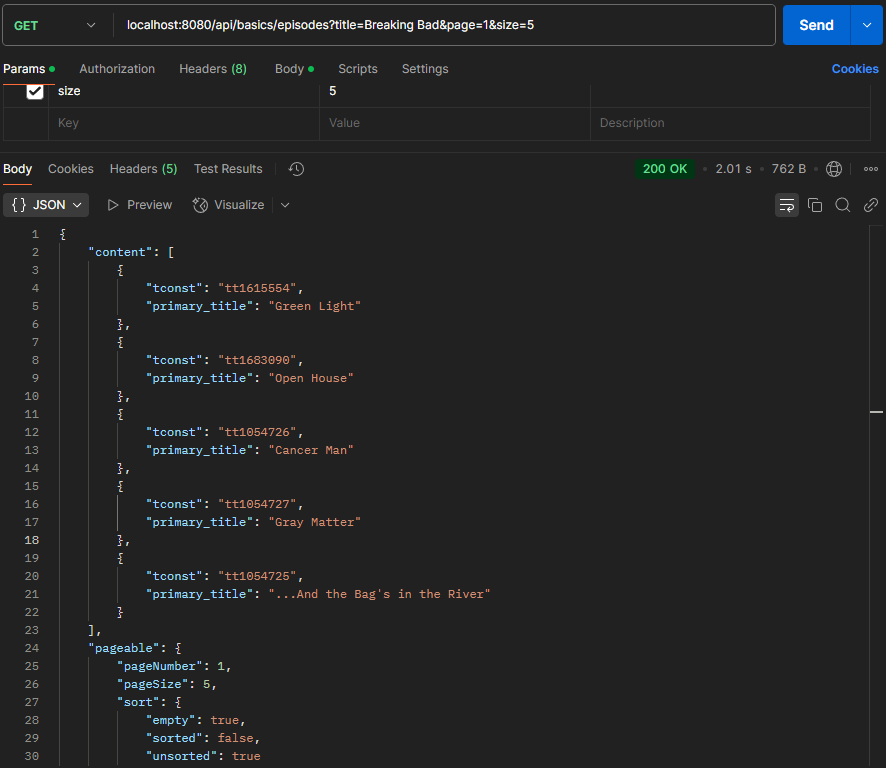 GET localhost:8080/api/basics/episodes?title=Breaking Bad&page=1&size=5 Send
Params Authorization Headers (8) Body Scripts Settings Cookies
size 5
Key Value Description
Body Cookies Headers (5) Test Results 200 OK 2.01 s 762 B
{} JSON Preview Visualize
1 {
2 "content": [
3 {
4 "tconst": "tt1615554",
5 "primary_title": "Green Light"
6 },
7 {
8 "tconst": "tt1683090",
9 "primary_title": "Open House"
10 },
11 {
12 "tconst": "tt1054726",
13 "primary_title": "Cancer Man"
14 },
15 {
16 "tconst": "tt1054727",
17 "primary_title": "Gray Matter"
18 },
19 {
20 "tconst": "tt1054725",
21 "primary_title": "...And the Bag's in the River"
22 }
23 ],
24 "pageable": {
25 "pageNumber": 1,
26 "pageSize": 5,
27 "sort": {
28 "empty": true,
29 "sorted": false,
30 "unsorted": true